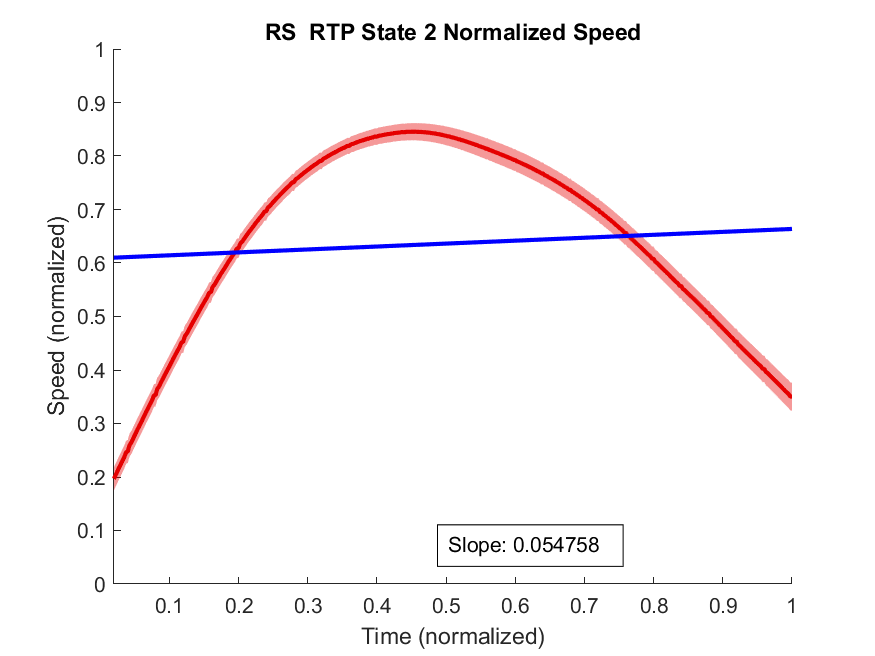 RS  RTP State 2 Normalized Speed
1
0.9
0.8
0.7
0.6
0.5
0.4
0.3
0.2
0.1
0
Speed (normalized)
Slope: 0.054758
0.1 0.2 0.3 0.4 0.5 0.6 0.7 0.8 0.9 1
Time (normalized)